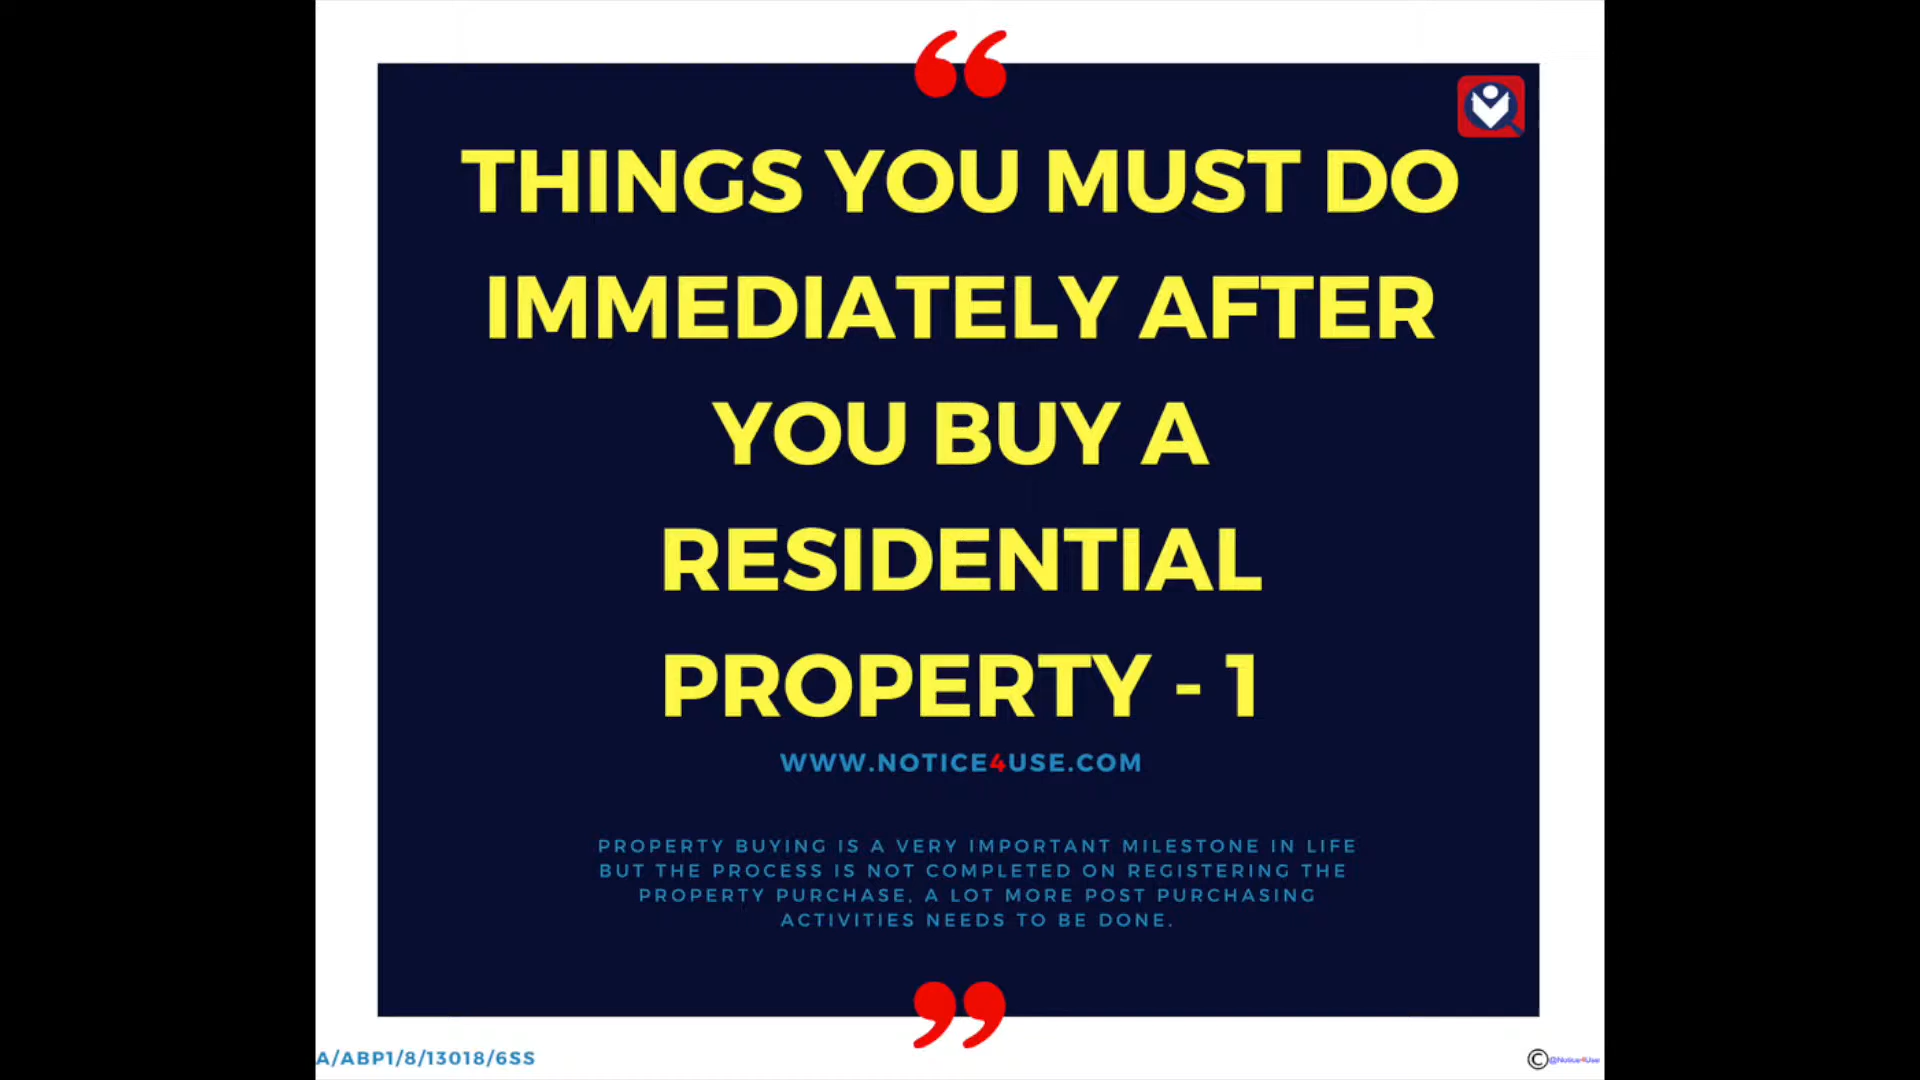 THINGS YOU MUST DO
IMMEDIATELY AFTER
YOU BUY A
RESIDENTIAL
PROPERTY - 1
WWW.NOTICE4USE.COM
PROPERTY BUYING IS A VERY IMPORTANT MILESTONE IN LIFE
BUT THE PROCESS IS NOT COMPLETED ON REGISTERING THE
PROPERTY PURCHASE, A LOT MORE POST PURCHASING
ACTIVITIES NEEDS TO BE DONE.
A/ABP1/8/13018/6SS
©@Notice4Use